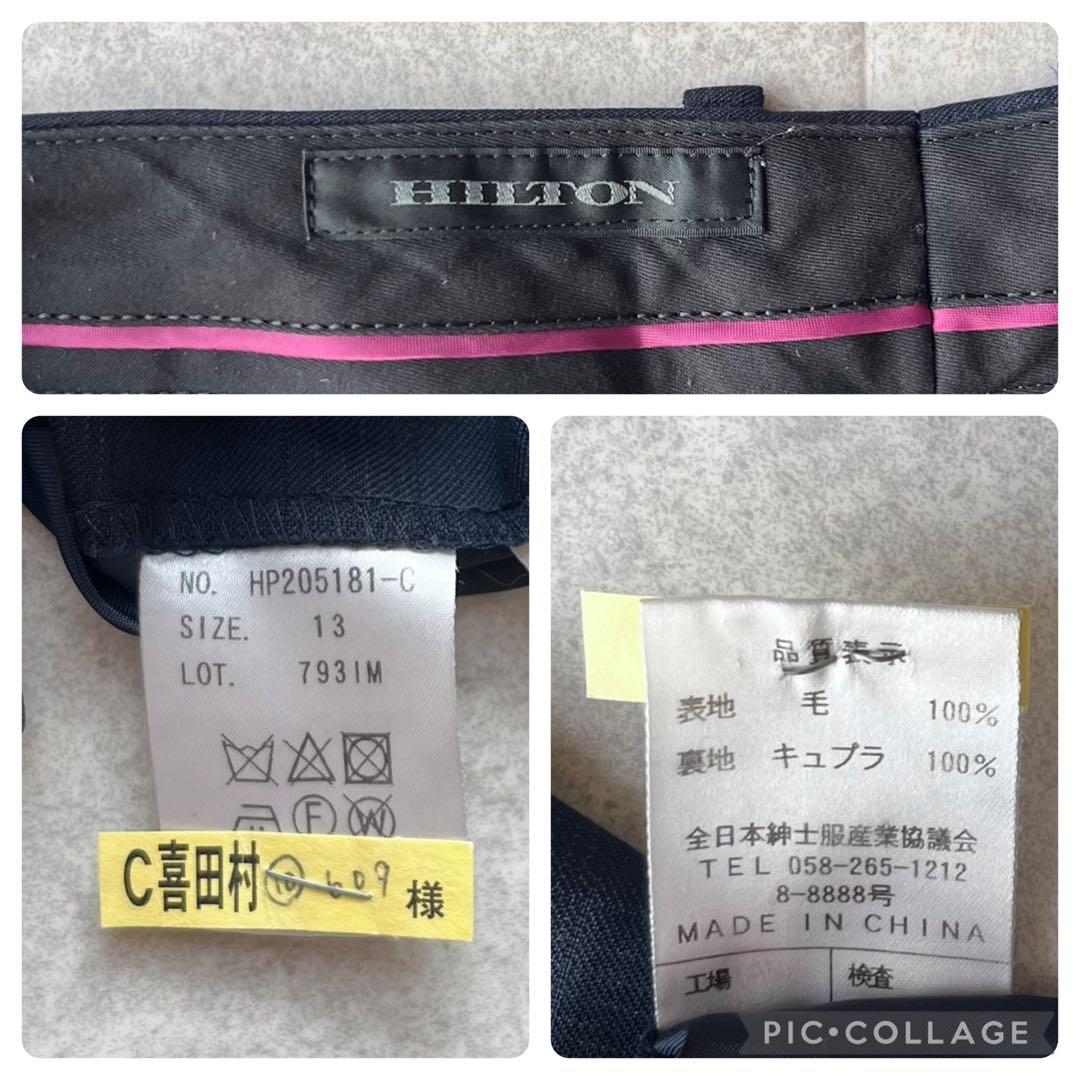 HILTON
NO. HP205181-C
SIZE. 13
LOT. 793IM
F
W
C喜田村⑩ 609 様
品質表示
表地 毛 100%
裏地 キュプラ 100%
全日本紳士服産業協議会
TEL 058-265-1212
8-8888号
MADE IN CHINA
工場 検査
PIC•COLLAGE